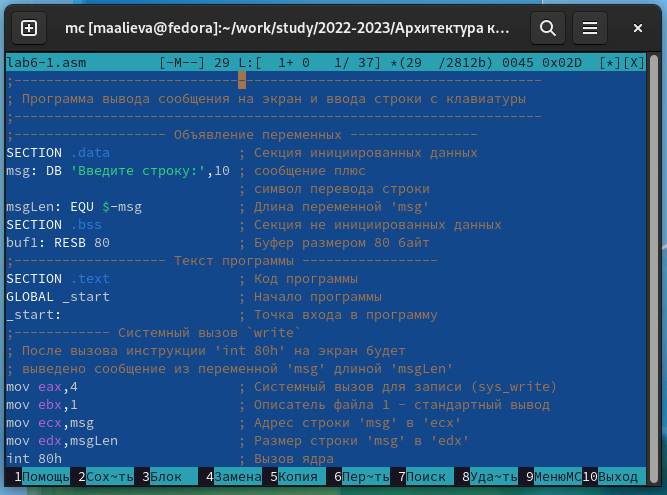 mc [maalieva@fedora]:~/work/study/2022-2023/Архитектура к...
lab6-1.asm [-M--] 29 L:[ 1+ 0 1/ 37] *(29 /2812b) 0045 0x02D [*][X]
;--------------------------------------------------------------------
; Программа вывода сообщения на экран и ввода строки с клавиатуры
;--------------------------------------------------------------------
;------------------- Объявление переменных ----------------
SECTION .data ; Секция инициированных данных
msg: DB 'Введите строку:',10 ; сообщение плюс
; символ перевода строки
msgLen: EQU $-msg ; Длина переменной 'msg'
SECTION .bss ; Секция не инициированных данных
buf1: RESB 80 ; Буфер размером 80 байт
;------------------- Текст программы -----------------
SECTION .text ; Код программы
GLOBAL _start ; Начало программы
_start: ; Точка входа в программу
;------------ Системный вызов `write`
; После вызова инструкции 'int 80h' на экран будет
; выведено сообщение из переменной 'msg' длиной 'msgLen'
mov eax,4 ; Системный вызов для записи (sys_write)
mov ebx,1 ; Описатель файла 1 - стандартный вывод
mov ecx,msg ; Адрес строки 'msg' в 'ecx'
mov edx,msgLen ; Размер строки 'msg' в 'edx'
int 80h ; Вызов ядра
1Помощь 2Сох~ть 3Блок 4Замена 5Копия 6Пер~ть 7Поиск 8Уда~ть 9МенюМС 10Выход